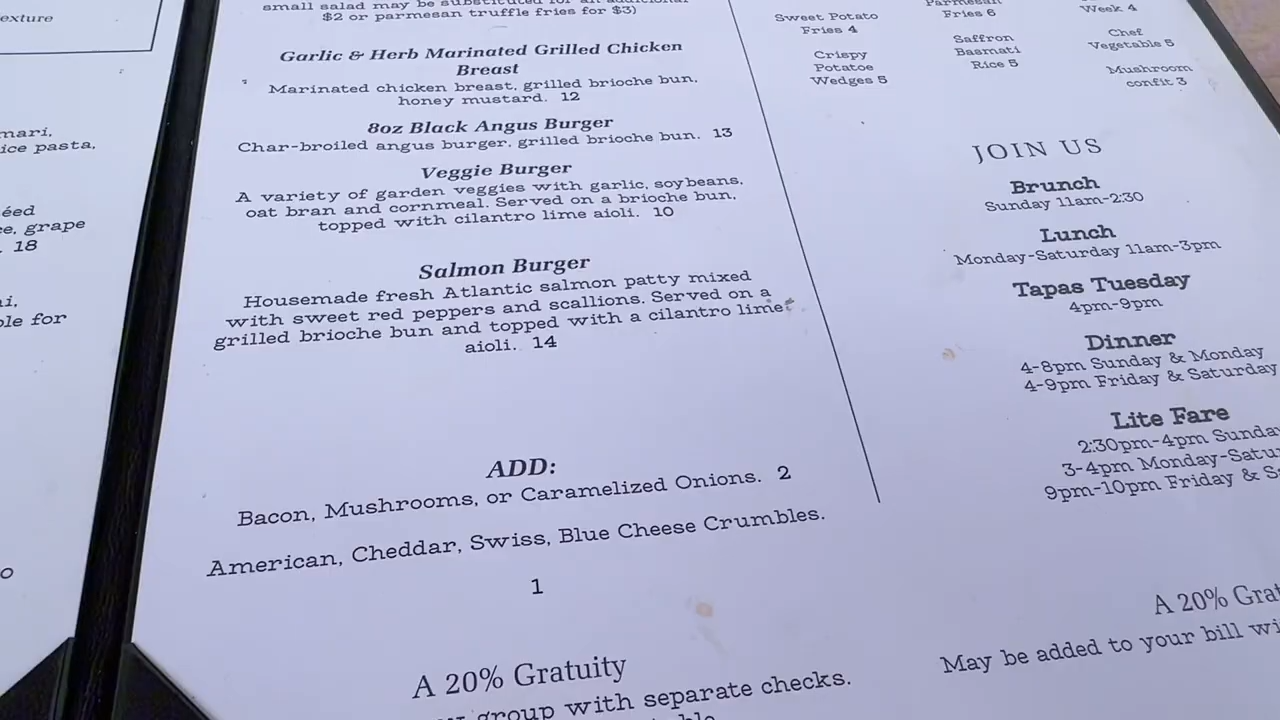 exture
mari,
ice pasta,
éed
ce, grape
. 18
ni,
ole for
o
small salad may be substituted for an additional
$2 or parmesan truffle fries for $3)
Garlic & Herb Marinated Grilled Chicken
Breast
Marinated chicken breast, grilled brioche bun,
honey mustard. 12
8oz Black Angus Burger
Char-broiled angus burger, grilled brioche bun. 13
Veggie Burger
A variety of garden veggies with garlic, soybeans,
oat bran and cornmeal. Served on a brioche bun,
topped with cilantro lime aioli. 10
Salmon Burger
Housemade fresh Atlantic salmon patty mixed
with sweet red peppers and scallions. Served on a
grilled brioche bun and topped with a cilantro lime
aioli. 14
ADD:
Bacon, Mushrooms, or Caramelized Onions. 2
American, Cheddar, Swiss, Blue Cheese Crumbles.
1
A 20% Gratuity
group with separate checks.
Sweet Potato
Fries 4
Crispy
Potatoe
Wedges 5
Parmesan
Fries 6
Saffron
Basmati
Rice 5
Week 4
Chef
Vegetable 5
Mushroom
confit 3
JOIN US
Brunch
Sunday 11am-2:30
Lunch
Monday-Saturday 11am-3pm
Tapas Tuesday
4pm-9pm
Dinner
4-8pm Sunday & Monday
4-9pm Friday & Saturday
Lite Fare
2:30pm-4pm Sunda
3-4pm Monday-Satu
9pm-10pm Friday & S
A 20% Grat
May be added to your bill wi